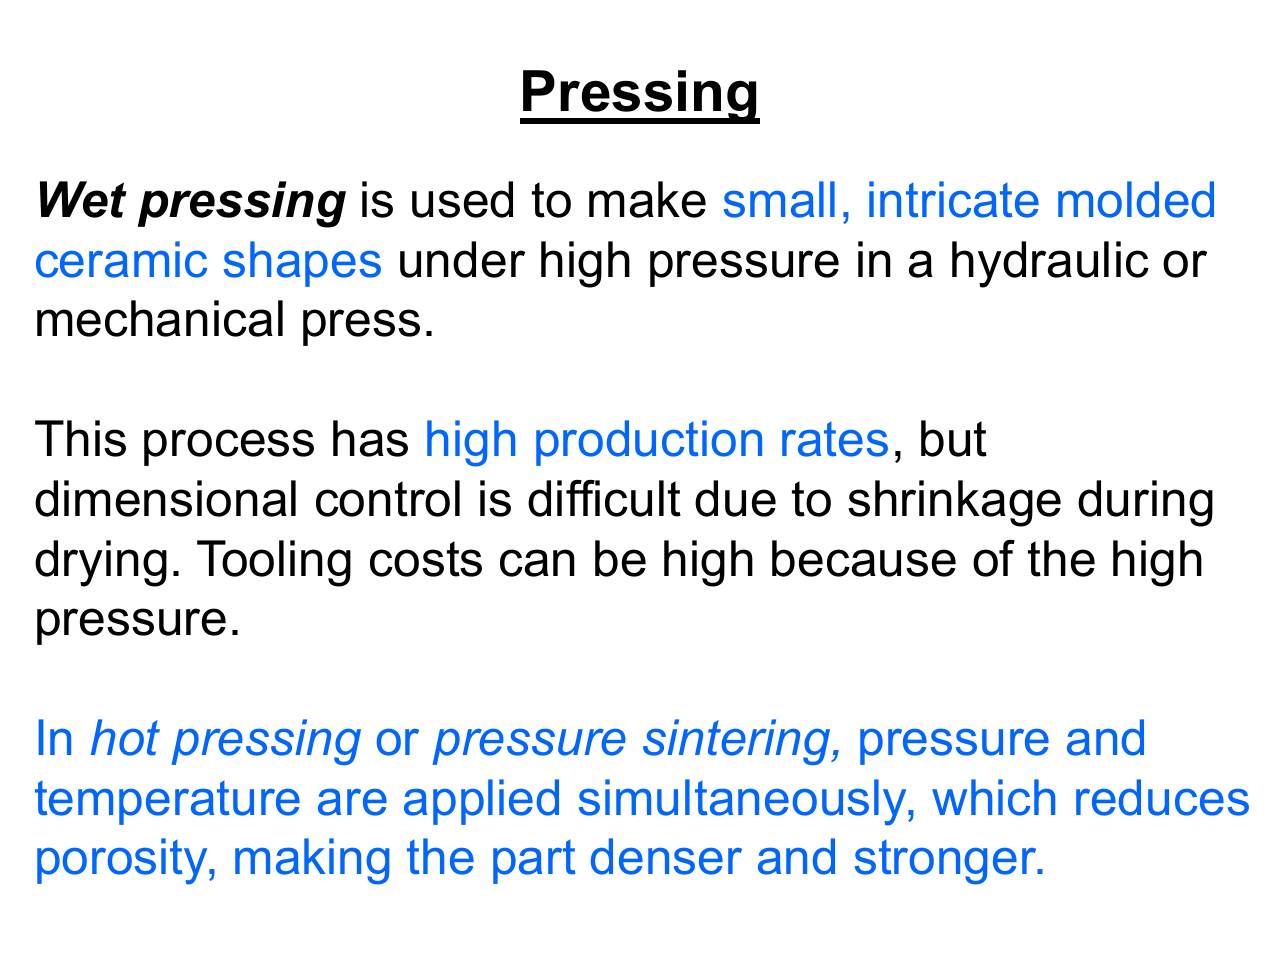 Pressing
Wet pressing is used to make small, intricate molded
ceramic shapes under high pressure in a hydraulic or
mechanical press.
This process has high production rates, but
dimensional control is difficult due to shrinkage during
drying. Tooling costs can be high because of the high
pressure.
In hot pressing or pressure sintering, pressure and
temperature are applied simultaneously, which reduces
porosity, making the part denser and stronger.